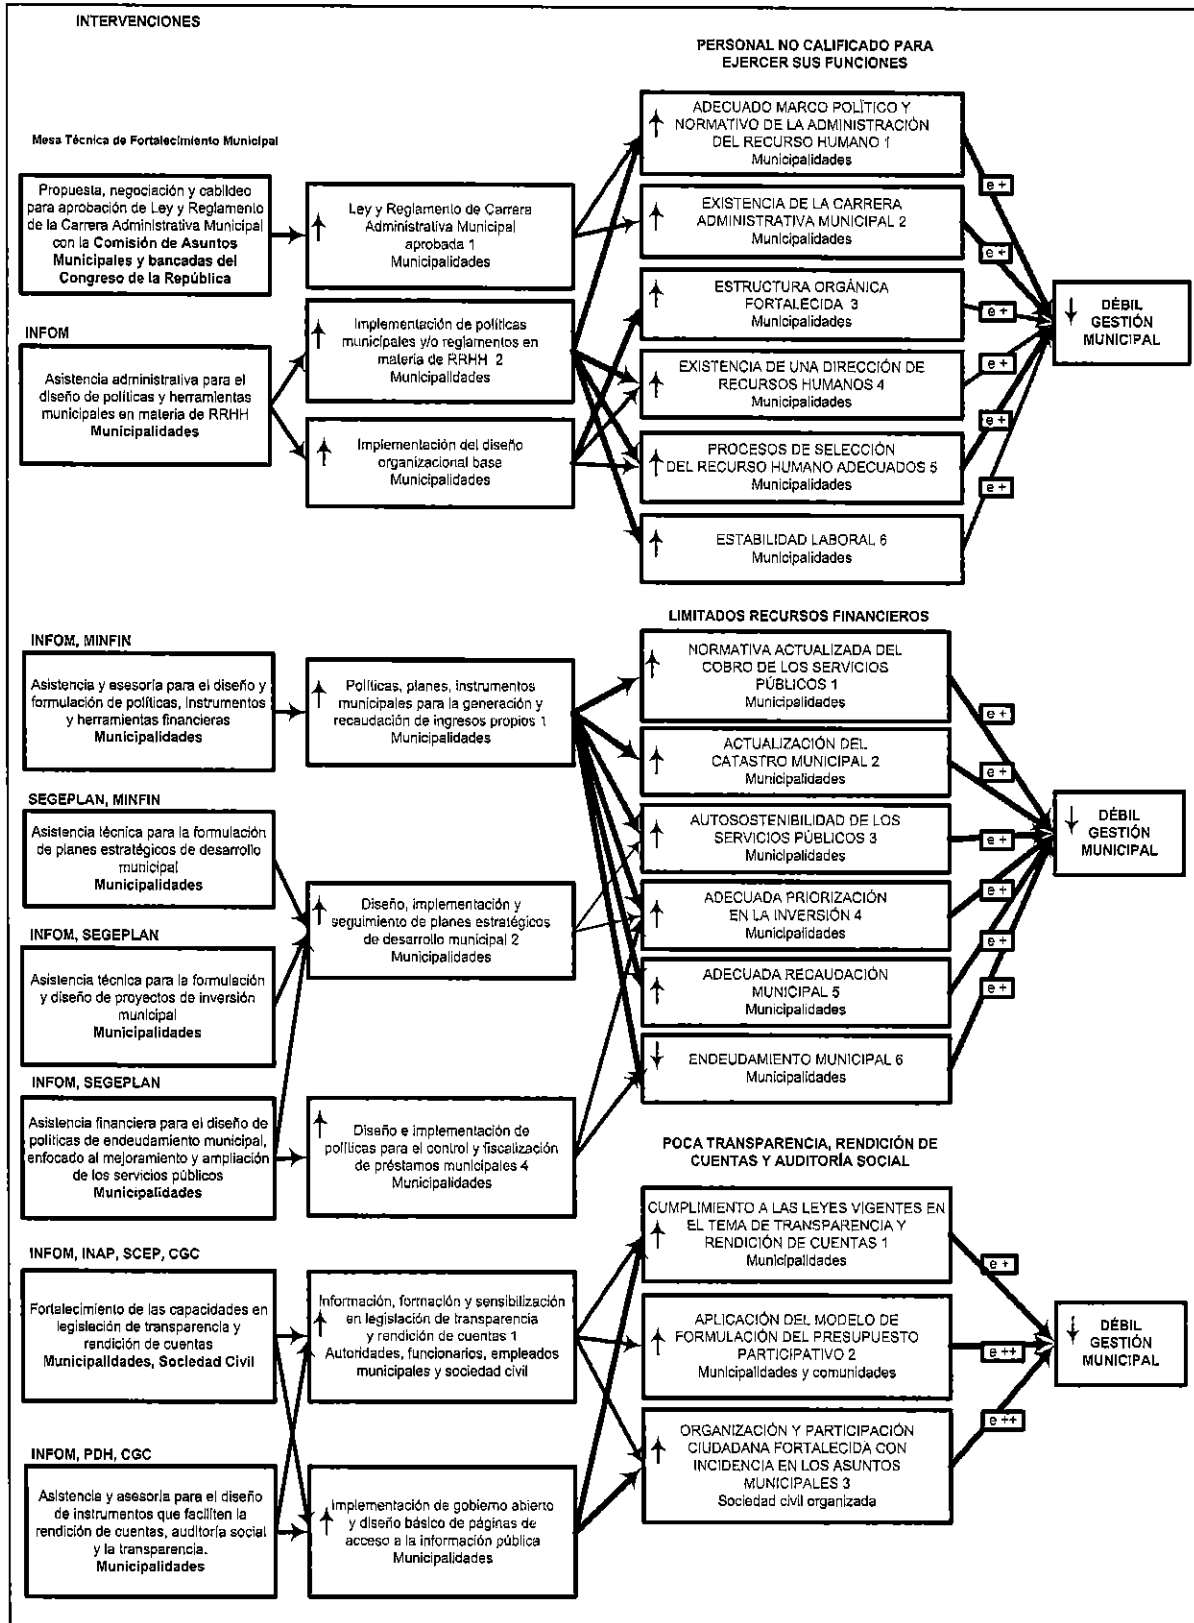 INTERVENCIONES
PERSONAL NO CALIFICADO PARA
EJERCER SUS FUNCIONES
Mesa Técnica de Fortalecimiento Municipal
Propuesta, negociación y cabildeo
para aprobación de Ley y Reglamento
de la Carrera Administrativa Municipal
con la Comisión de Asuntos
Municipales y bancadas del
Congreso de la República
Ley y Reglamento de Carrera
Administrativa Municipal
aprobada 1
Municipalidades
INFOM
Asistencia administrativa para el
diseño de políticas y herramientas
municipales en materia de RRHH
Municipalidades
Implementación de políticas
municipales y/o reglamentos en
materia de RRHH 2
Municipalidades
Implementación del diseño
organizacional base
Municipalidades
ADECUADO MARCO POLÍTICO Y
NORMATIVO DE LA ADMINISTRACIÓN
DEL RECURSO HUMANO 1
Municipalidades
EXISTENCIA DE LA CARRERA
ADMINISTRATIVA MUNICIPAL 2
Municipalidades
ESTRUCTURA ORGÁNICA
FORTALECIDA 3
Municipalidades
EXISTENCIA DE UNA DIRECCIÓN DE
RECURSOS HUMANOS 4
Municipalidades
PROCESOS DE SELECCIÓN
DEL RECURSO HUMANO ADECUADOS 5
Municipalidades
ESTABILIDAD LABORAL 6
Municipalidades
e +
e +
e +
e +
e +
e +
DÉBIL
GESTIÓN
MUNICIPAL
LIMITADOS RECURSOS FINANCIEROS
INFOM, MINFIN
Asistencia y asesoría para el diseño y
formulación de políticas, instrumentos
y herramientas financieras
Municipalidades
Políticas, planes, instrumentos
municipales para la generación y
recaudación de ingresos propios 1
Municipalidades
SEGEPLAN, MINFIN
Asistencia técnica para la formulación
de planes estratégicos de desarrollo
municipal
Municipalidades
INFOM, SEGEPLAN
Asistencia técnica para la formulación
y diseño de proyectos de inversión
municipal
Municipalidades
Diseño, implementación y
seguimiento de planes estratégicos
de desarrollo municipal 2
Municipalidades
INFOM, SEGEPLAN
Asistencia financiera para el diseño de
políticas de endeudamiento municipal,
enfocado al mejoramiento y ampliación
de los servicios públicos
Municipalidades
Diseño e implementación de
políticas para el control y fiscalización
de préstamos municipales 4
Municipalidades
NORMATIVA ACTUALIZADA DEL
COBRO DE LOS SERVICIOS
PÚBLICOS 1
Municipalidades
ACTUALIZACIÓN DEL
CATASTRO MUNICIPAL 2
Municipalidades
AUTOSOSTENIBILIDAD DE LOS
SERVICIOS PÚBLICOS 3
Municipalidades
ADECUADA PRIORIZACIÓN
EN LA INVERSIÓN 4
Municipalidades
ADECUADA RECAUDACIÓN
MUNICIPAL 5
Municipalidades
ENDEUDAMIENTO MUNICIPAL 6
Municipalidades
e +
e +
e +
e +
e +
e +
DÉBIL
GESTIÓN
MUNICIPAL
POCA TRANSPARENCIA, RENDICIÓN DE
CUENTAS Y AUDITORÍA SOCIAL
INFOM, INAP, SCEP, CGC
Fortalecimiento de las capacidades en
legislación de transparencia y
rendición de cuentas
Municipalidades, Sociedad Civil
Información, formación y sensibilización
en legislación de transparencia
y rendición de cuentas 1
Autoridades, funcionarios, empleados
municipales y sociedad civil
INFOM, PDH, CGC
Asistencia y asesoría para el diseño
de instrumentos que faciliten la
rendición de cuentas, auditoría social
y la transparencia.
Municipalidades
Implementación de gobierno abierto
y diseño básico de páginas de
acceso a la información pública
Municipalidades
CUMPLIMIENTO A LAS LEYES VIGENTES EN
EL TEMA DE TRANSPARENCIA Y
RENDICIÓN DE CUENTAS 1
Municipalidades
APLICACIÓN DEL MODELO DE
FORMULACIÓN DEL PRESUPUESTO
PARTICIPATIVO 2
Municipalidades y comunidades
ORGANIZACIÓN Y PARTICIPACIÓN
CIUDADANA FORTALECIDA CON
INCIDENCIA EN LOS ASUNTOS
MUNICIPALES 3
Sociedad civil organizada
e +
e ++
e ++
DÉBIL
GESTIÓN
MUNICIPAL